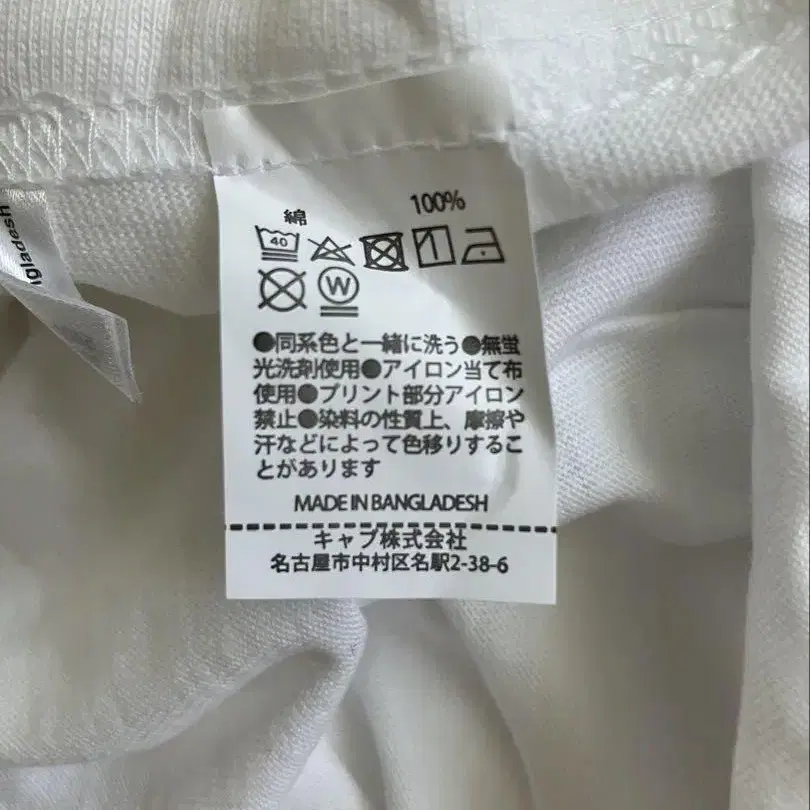 綿 100%
40
W
●同系色と一緒に洗う●無蛍
光洗剤使用●アイロン当て布
使用●プリント部分アイロン
禁止●染料の性質上、摩擦や
汗などによって色移りするこ
とがあります
MADE IN BANGLADESH
キャブ株式会社
名古屋市中村区名駅2-38-6